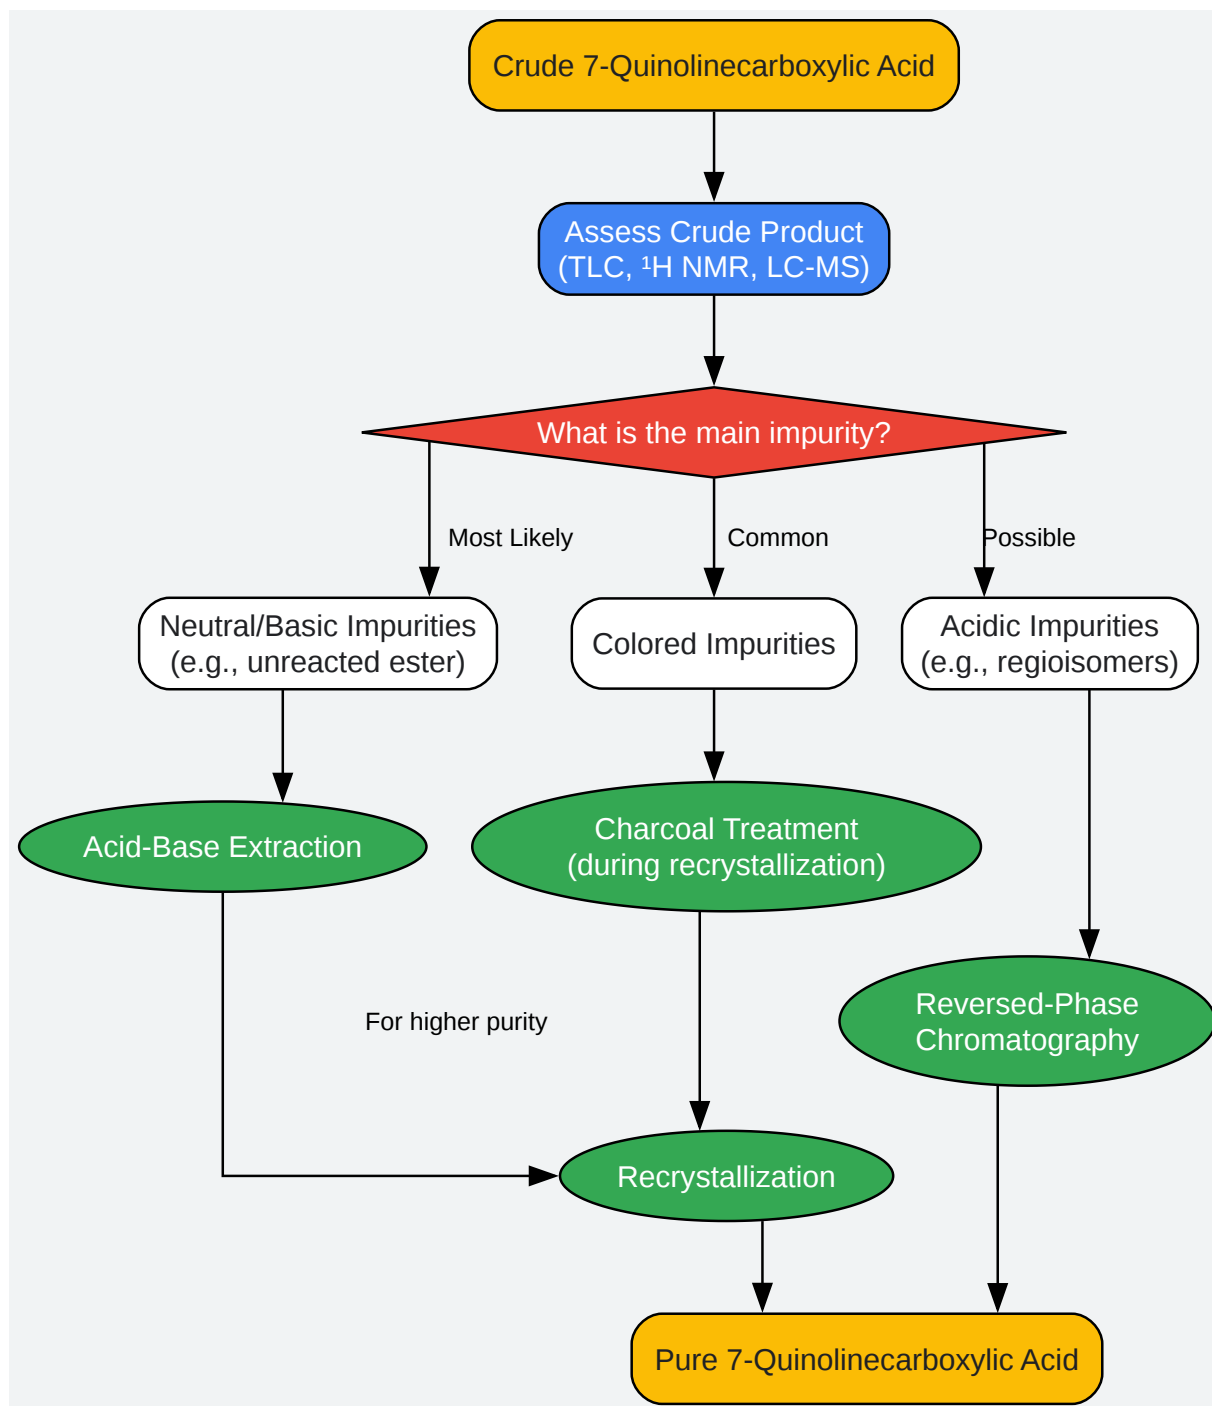 Crude 7-Quinolinecarboxylic Acid
Assess Crude Product
(TLC, ¹H NMR, LC-MS)
What is the main impurity?
Most Likely
Common
Possible
Neutral/Basic Impurities
(e.g., unreacted ester)
Colored Impurities
Acidic Impurities
(e.g., regioisomers)
Acid-Base Extraction
Charcoal Treatment
(during recrystallization)
For higher purity
Reversed-Phase
Chromatography
Recrystallization
Pure 7-Quinolinecarboxylic Acid